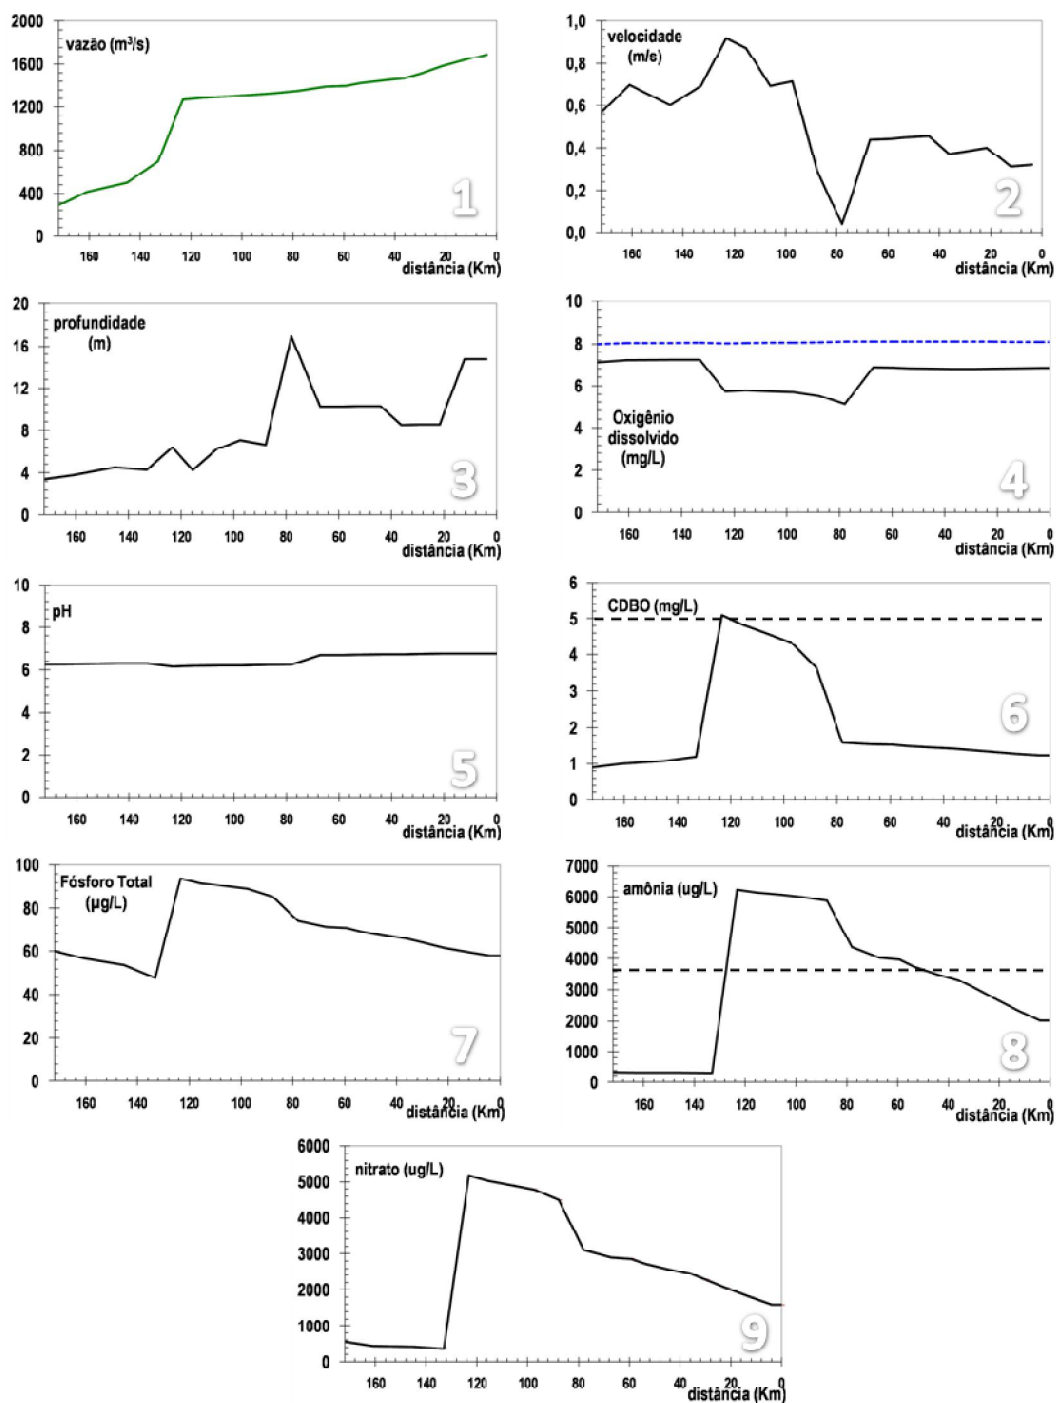 2000
1600
1200
800
400
0
vazão (m³/s)
1
160 140 120 100 80 60 40 20 0
distância (Km)
1,0
0,8
0,6
0,4
0,2
0,0
velocidade
(m/s)
2
160 140 120 100 80 60 40 20 0
distância (Km)
20
16
12
8
4
0
profundidade
(m)
3
160 140 120 100 80 60 40 20 0
distância (Km)
10
8
6
4
2
0
Oxigênio
dissolvido
(mg/L)
4
160 140 120 100 80 60 40 20 0
distância (Km)
10
8
6
4
2
0
pH
5
160 140 120 100 80 60 40 20 0
distância (Km)
6
5
4
3
2
1
0
CDBO (mg/L)
6
160 140 120 100 80 60 40 20 0
distância (Km)
100
80
60
40
20
0
Fósforo Total
(µg/L)
7
160 140 120 100 80 60 40 20 0
distância (Km)
7000
6000
5000
4000
3000
2000
1000
0
amônia (ug/L)
8
160 140 120 100 80 60 40 20 0
distância (Km)
6000
5000
4000
3000
2000
1000
0
nitrato (ug/L)
9
160 140 120 100 80 60 40 20 0
distância (Km)